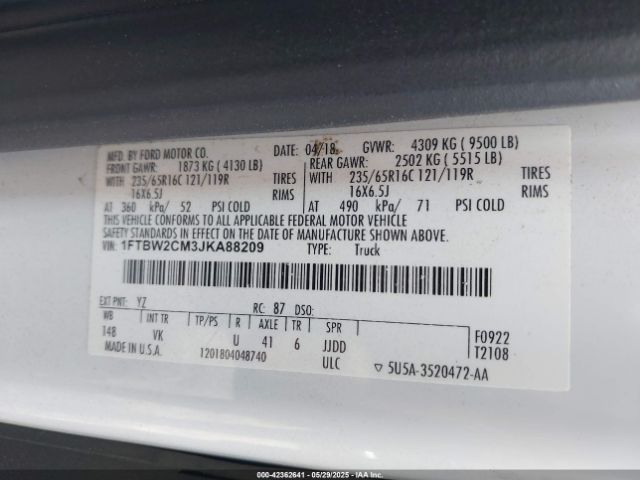 MFD. BY FORD MOTOR CO. DATE: 04/18 GVWR: 4309 KG ( 9500 LB)
FRONT GAWR: 1873 KG ( 4130 LB) REAR GAWR: 2502 KG ( 5515 LB)
WITH 235/65R16C 121/119R TIRES WITH 235/65R16C 121/119R TIRES
16X6.5J RIMS 16X6.5J RIMS
AT 360 kPa/ 52 PSI COLD AT 490 kPa/ 71 PSI COLD
THIS VEHICLE CONFORMS TO ALL APPLICABLE FEDERAL MOTOR VEHICLE
SAFETY STANDARDS IN EFFECT ON THE DATE OF MANUFACTURE SHOWN ABOVE.
VIN: 1FTBW2CM3JKA88209 TYPE: Truck
EXT PNT: YZ RC: 87 DSO:
WB INT TR TP/PS R AXLE TR SPR F0922
148 VK U 41 6 JJDD T2108
MADE IN U.S.A. 1201804048740 ULC ▽ 5U5A-3520472-AA
000-42362641 - 05/29/2025 - IAAI.COM